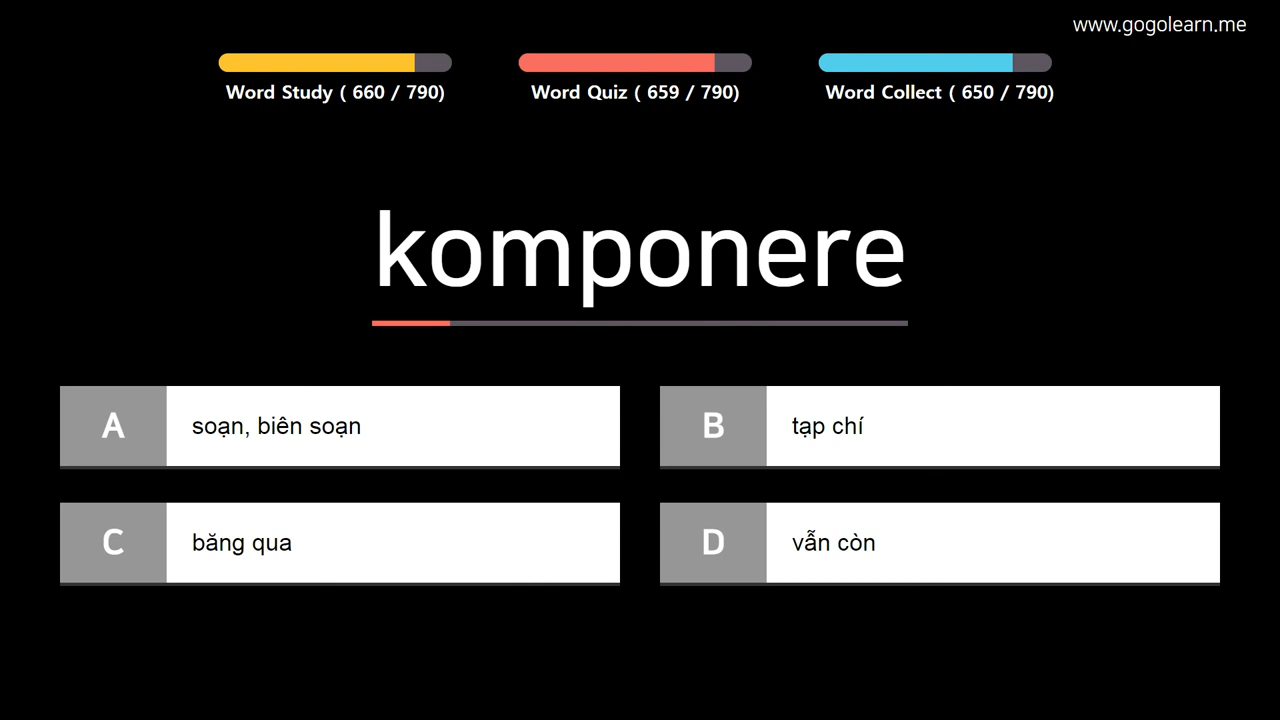 www.gogolearn.me
Word Study ( 660 / 790)
Word Quiz ( 659 / 790)
Word Collect ( 650 / 790)
komponere
A soạn, biên soạn
B tạp chí
C băng qua
D vẫn còn